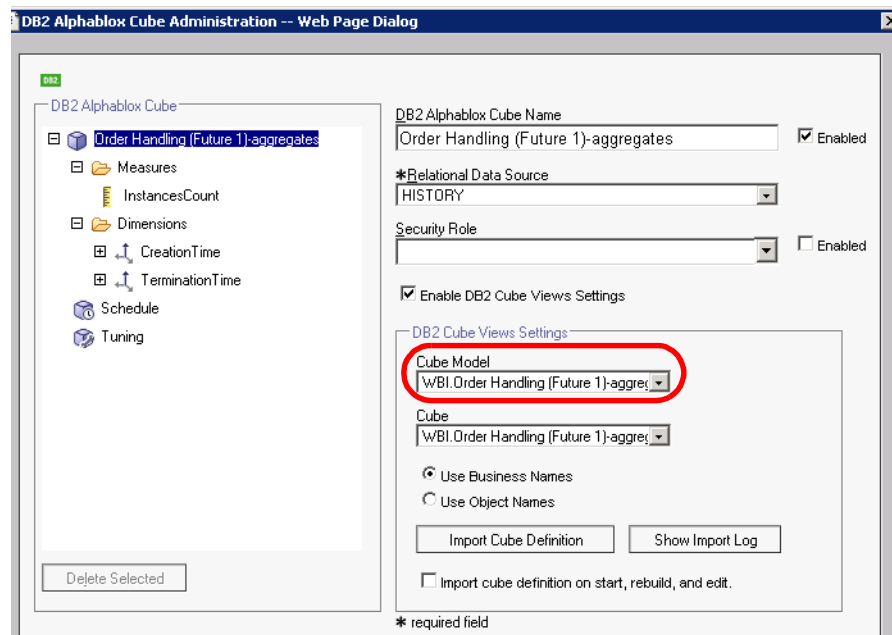 DB2 Alphablox Cube Administration -- Web Page Dialog
DB2
DB2 Alphablox Cube
Order Handling (Future 1)-aggregates
Measures
InstancesCount
Dimensions
CreationTime
TerminationTime
Schedule
Tuning
Delete Selected
DB2 Alphablox Cube Name
Order Handling (Future 1)-aggregates
Enabled
*Relational Data Source
HISTORY
Security Role
Enabled
Enable DB2 Cube Views Settings
DB2 Cube Views Settings
Cube Model
WBI.Order Handling (Future 1)-aggreg
Cube
WBI.Order Handling (Future 1)-aggreg
Use Business Names
Use Object Names
Import Cube Definition
Show Import Log
Import cube definition on start, rebuild, and edit.
* required field